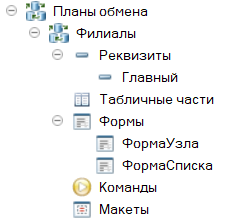 Планы обмена
Филиалы
Реквизиты
Главный
Табличные части
Формы
ФормаУзла
ФормаСписка
Команды
Макеты